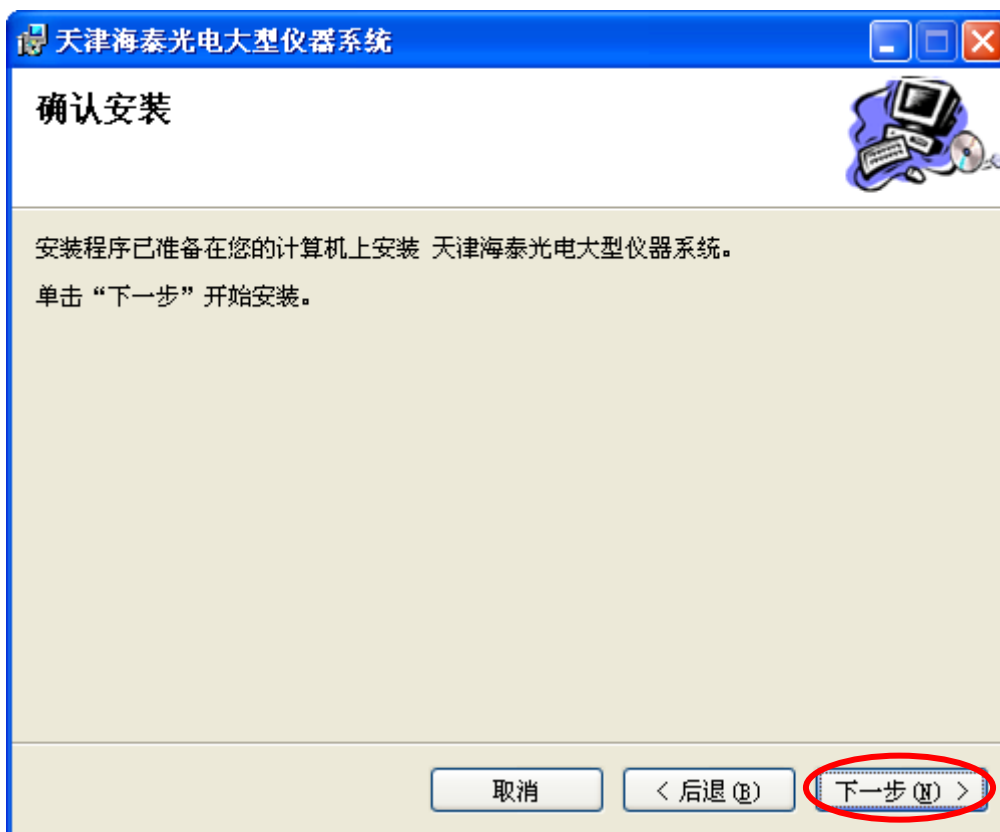 天津海泰光电大型仪器系统
确认安装
安装程序已准备在您的计算机上安装 天津海泰光电大型仪器系统。
单击“下一步”开始安装。
取消
< 后退(B)
下一步(N) >